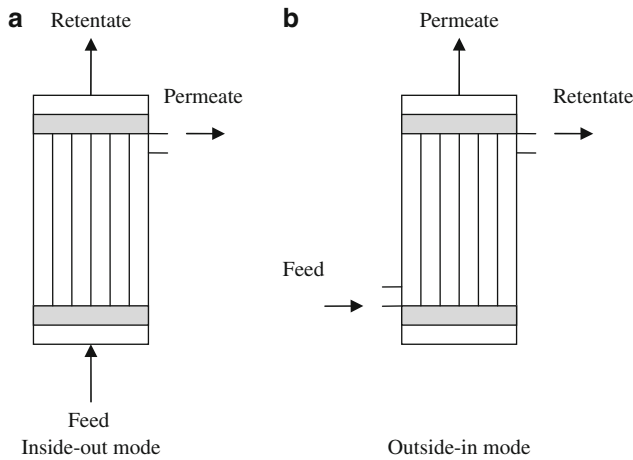 a
Retentate
Permeate
Feed
Inside-out mode
b
Permeate
Retentate
Feed
Outside-in mode